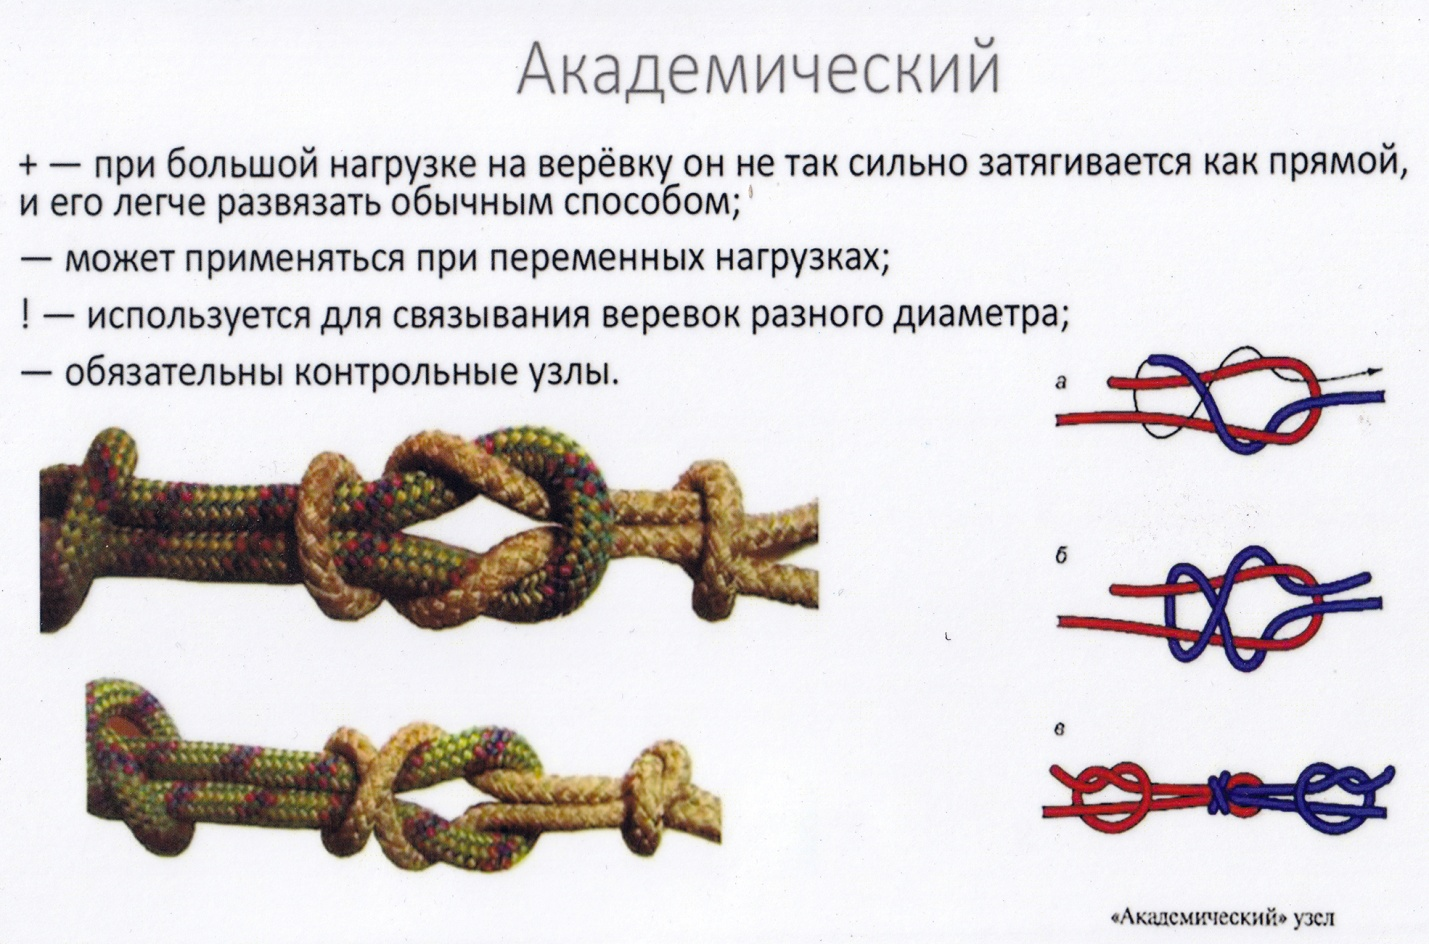 Академический
+ — при большой нагрузке на верёвку он не так сильно затягивается как прямой,
и его легче развязать обычным способом;
— может применяться при переменных нагрузках;
! — используется для связывания веревок разного диаметра;
— обязательны контрольные узлы.
а
б
в
«Академический» узел